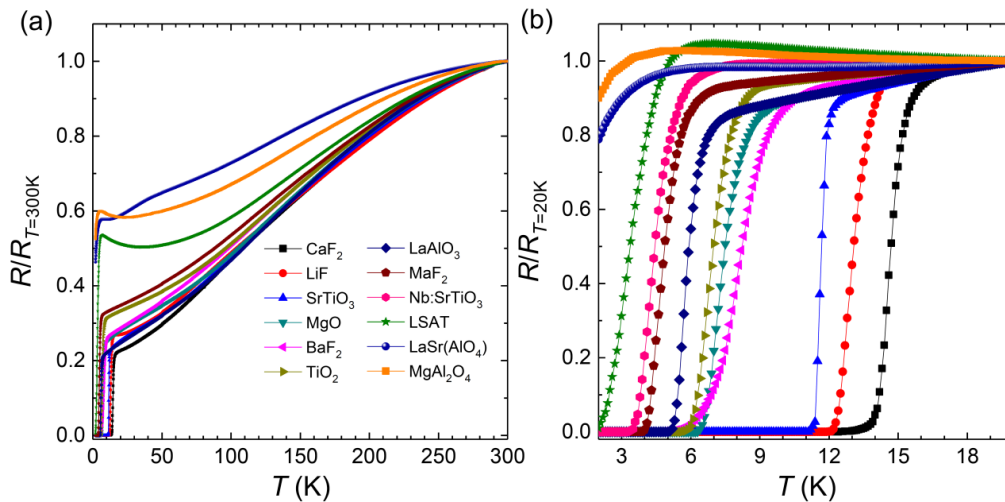 (a)
1.0
0.8
0.6
0.4
0.2
0.0
R/R_{T=300K}
0 50 100 150 200 250 300
T (K)
CaF₂
LiF
SrTiO₃
MgO
BaF₂
TiO₂
LaAlO₃
MaF₂
Nb:SrTiO₃
LSAT
LaSr(AlO₄)
MgAl₂O₄
(b)
1.0
0.8
0.6
0.4
0.2
0.0
R/R_{T=20K}
3 6 9 12 15 18
T (K)